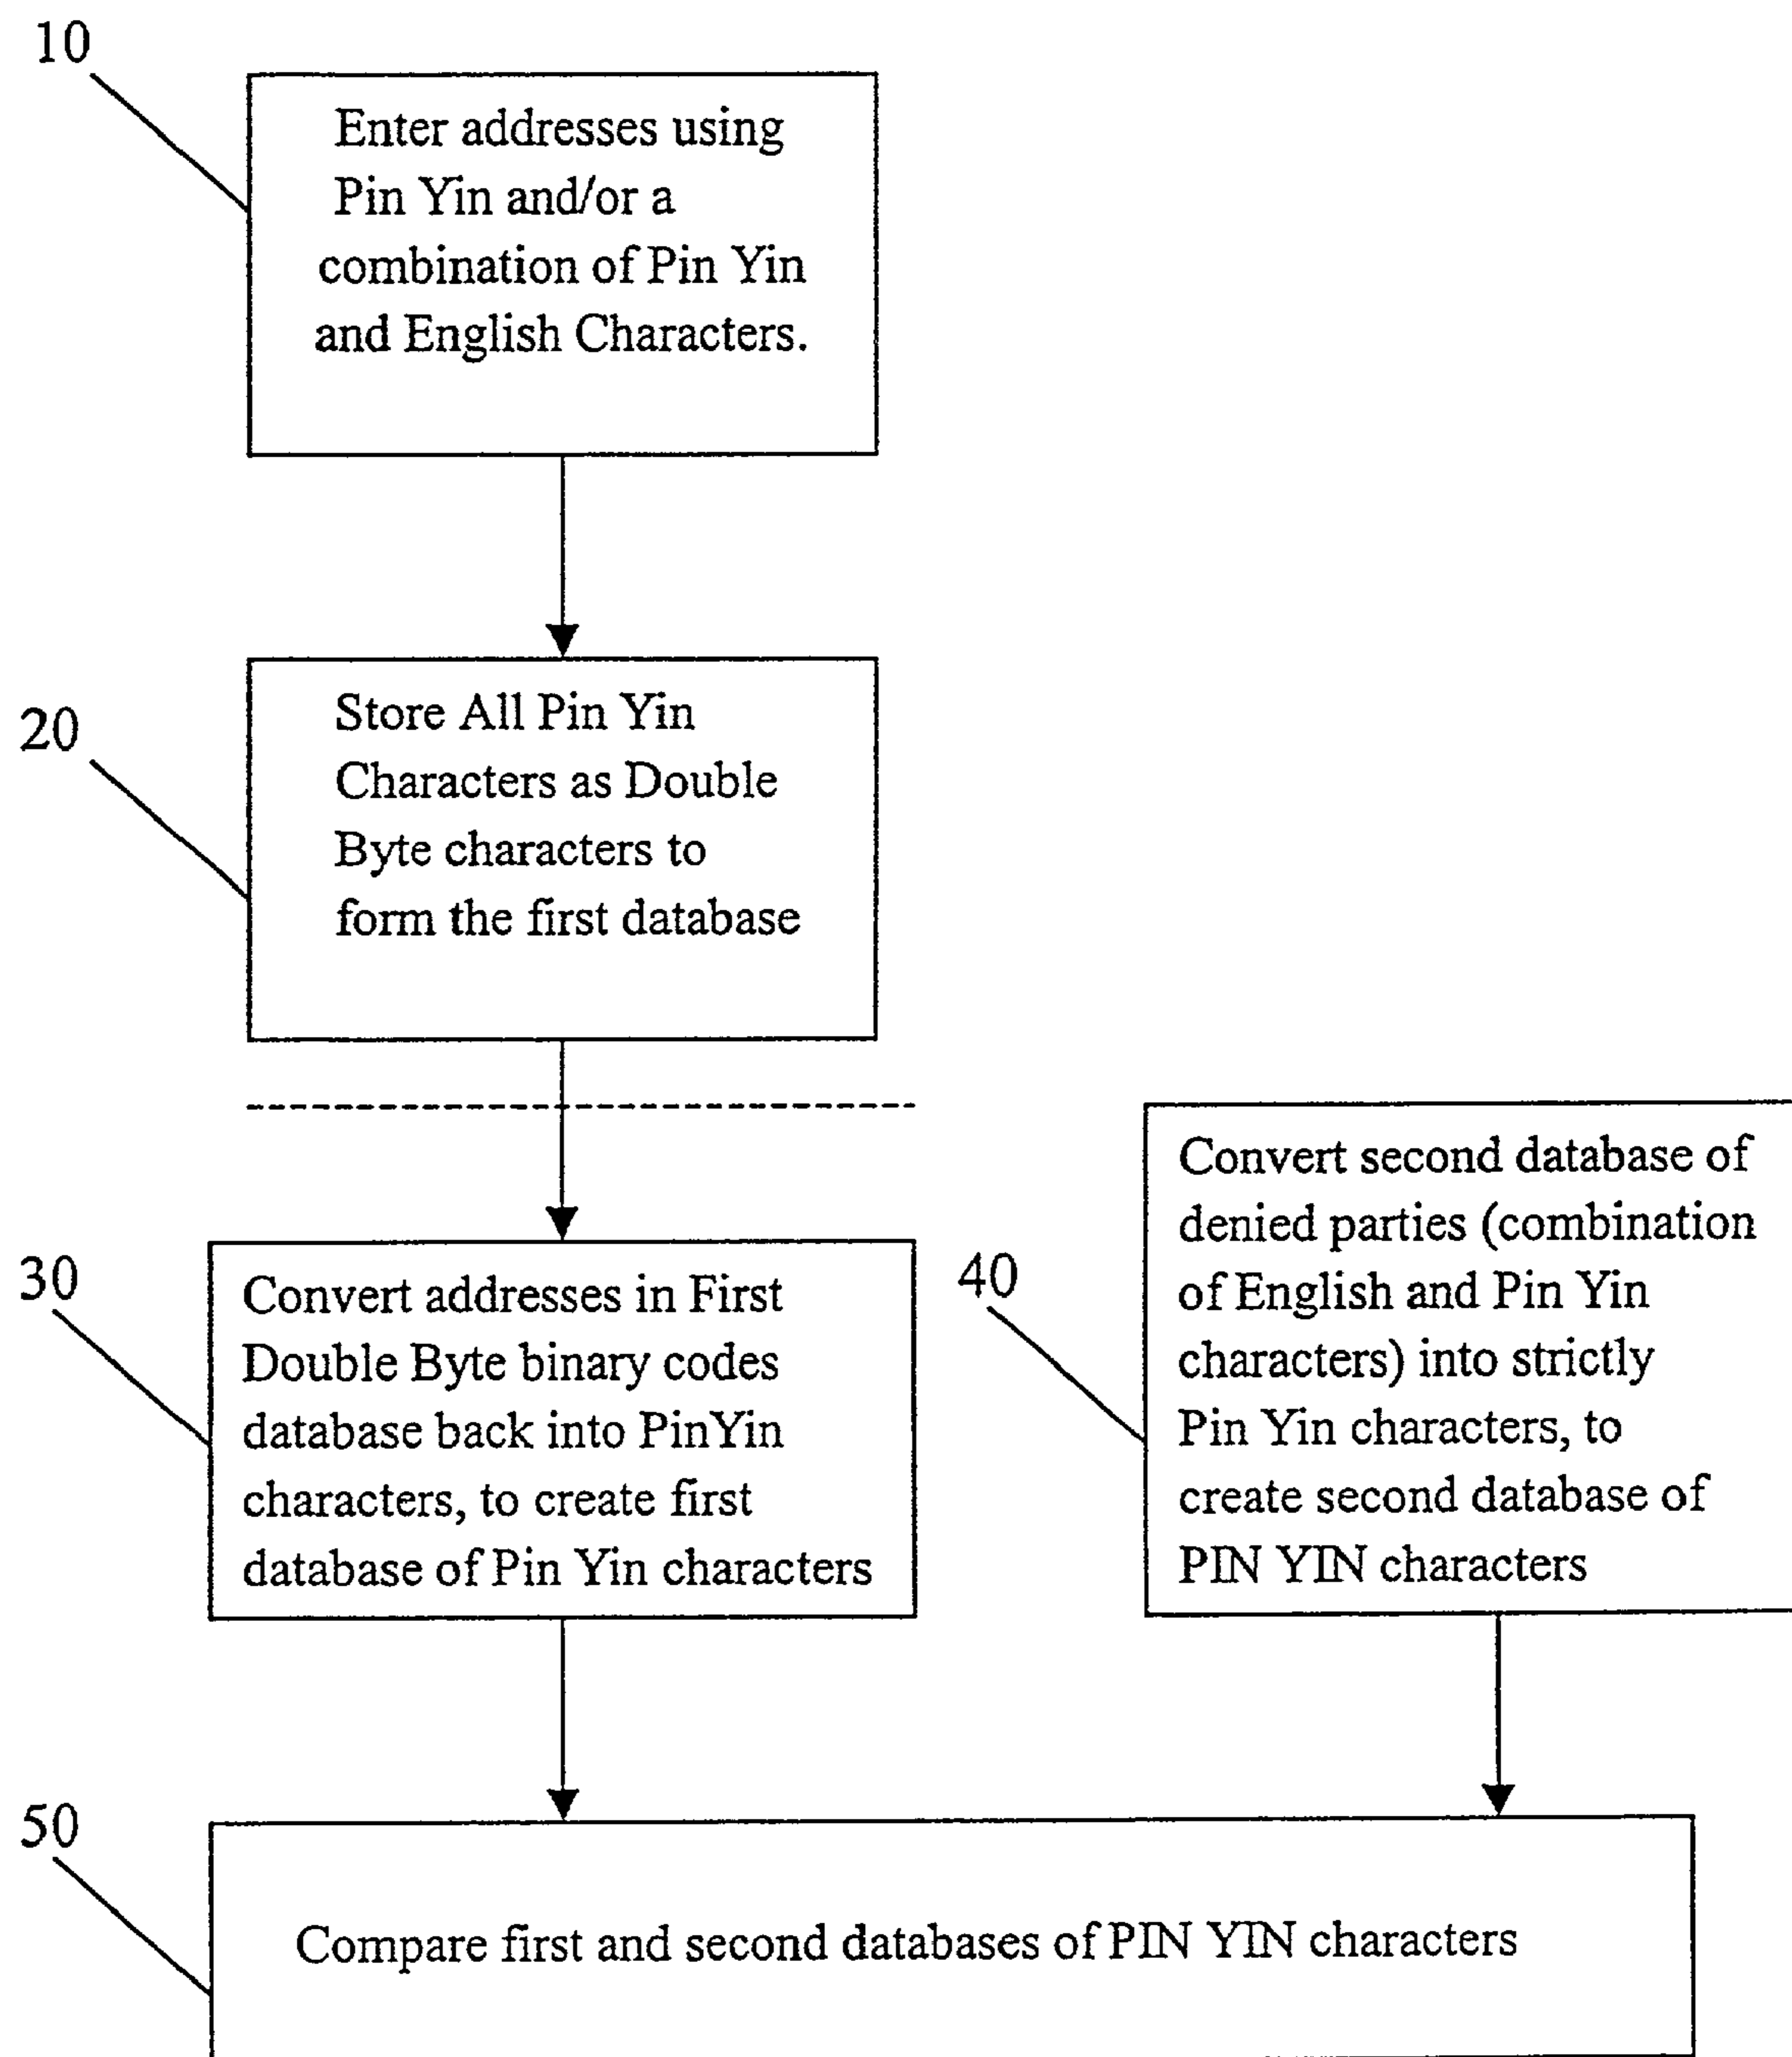 10
Enter addresses using
Pin Yin and/or a
combination of Pin Yin
and English Characters.
20
Store All Pin Yin
Characters as Double
Byte characters to
form the first database
30
Convert addresses in First
Double Byte binary codes
database back into PinYin
characters, to create first
database of Pin Yin characters
40
Convert second database of
denied parties (combination
of English and Pin Yin
characters) into strictly
Pin Yin characters, to
create second database of
PIN YIN characters
50
Compare first and second databases of PIN YIN characters